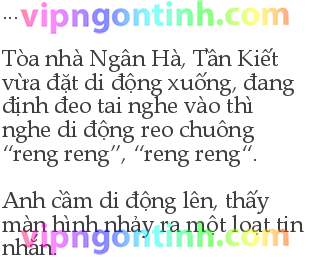 ... vipngontinh.com
Tòa nhà Ngân Hà, Tần Kiết
vừa đặt di động xuống, đang
định đeo tai nghe vào thì
nghe di động reo chuông
“reng reng”, “reng reng“.
Anh cầm di động lên, thấy
màn hình nhảy ra một loạt tin
nhắn.
vipngontinh.com